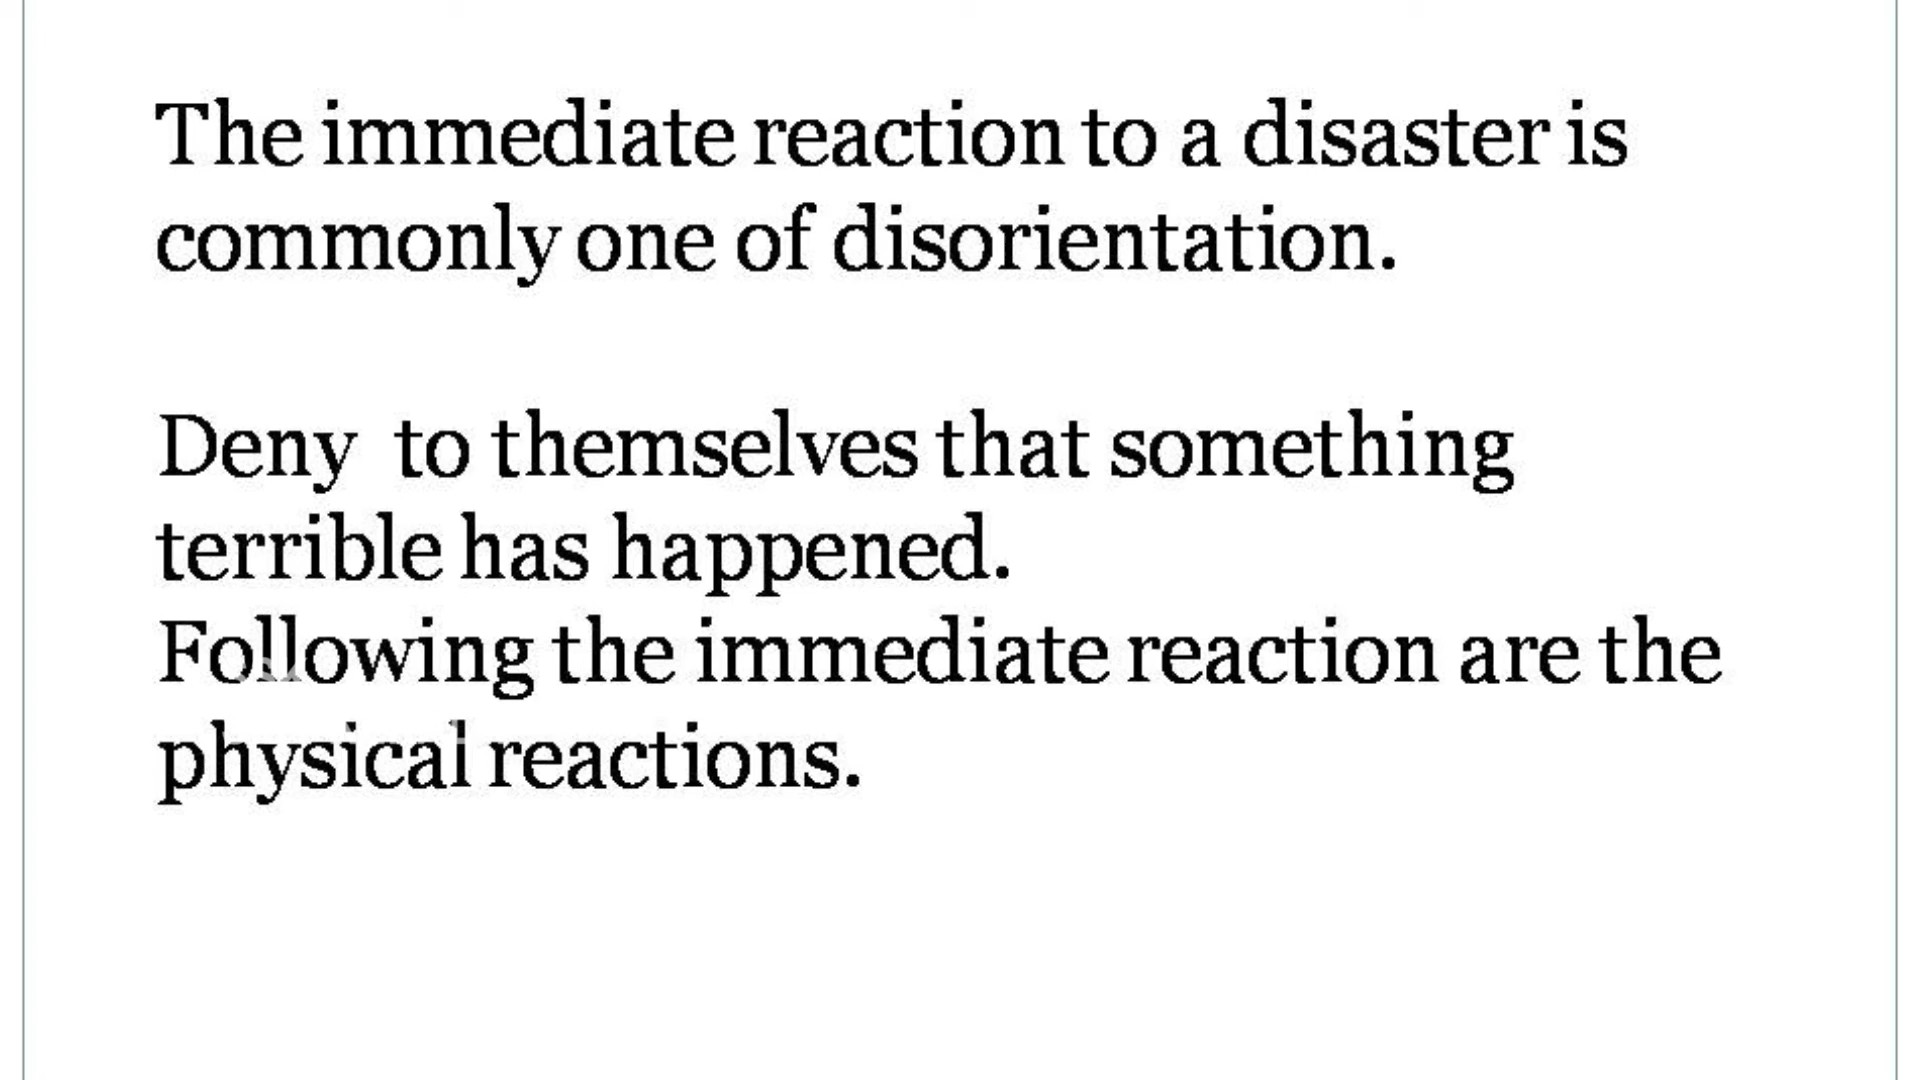 The immediate reaction to a disaster is
commonly one of disorientation.
Deny  to themselves that something
terrible has happened.
Following the immediate reaction are the
physical reactions.